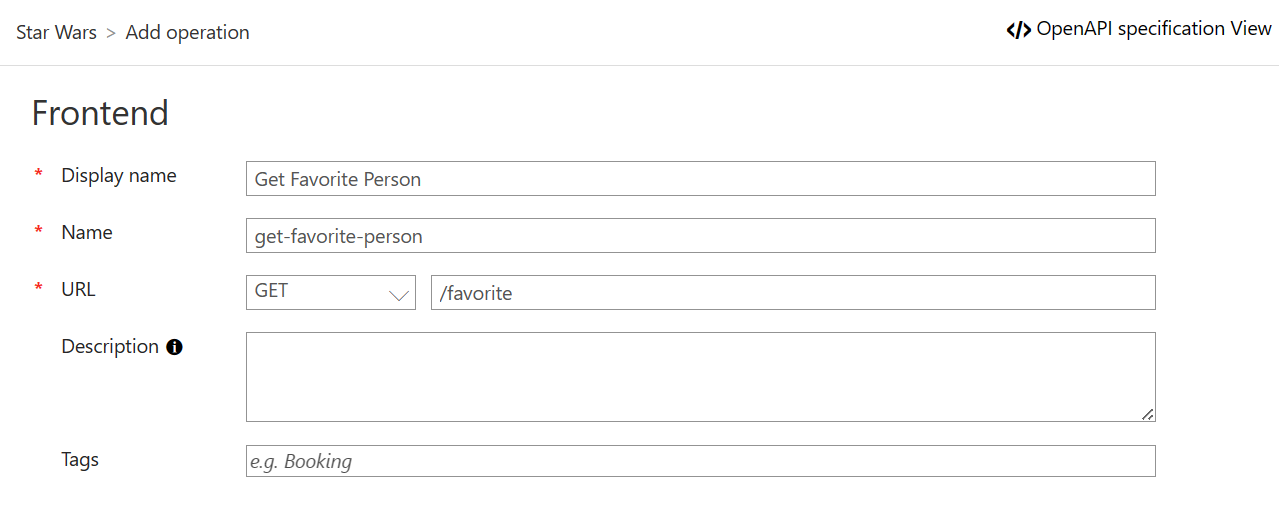 Star Wars > Add operation
</> OpenAPI specification View
Frontend
* Display name
Get Favorite Person
* Name
get-favorite-person
* URL
GET
/favorite
Description
Tags
e.g. Booking